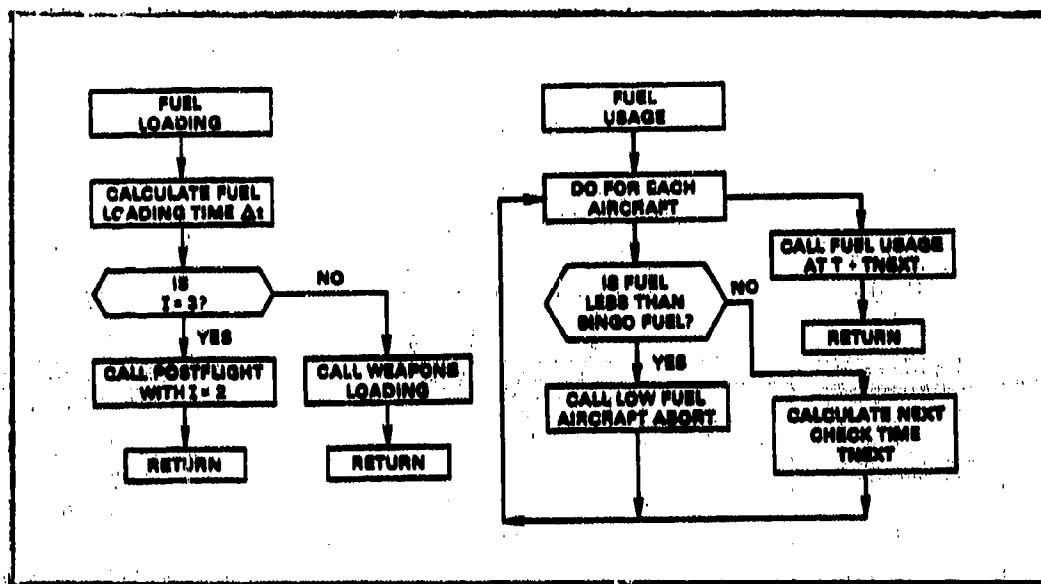 FUEL
LOADING
CALCULATE FUEL
LOADING TIME Δt
IS
I = 3?
NO
YES
CALL POSTFLIGHT
WITH I = 2
CALL WEAPONS
LOADING
RETURN
RETURN
FUEL
USAGE
DO FOR EACH
AIRCRAFT
CALL FUEL USAGE
AT T + TNEXT
RETURN
IS FUEL
LESS THAN
BINGO FUEL?
NO
YES
CALL LOW FUEL
AIRCRAFT ABORT
CALCULATE NEXT
CHECK TIME
TNEXT